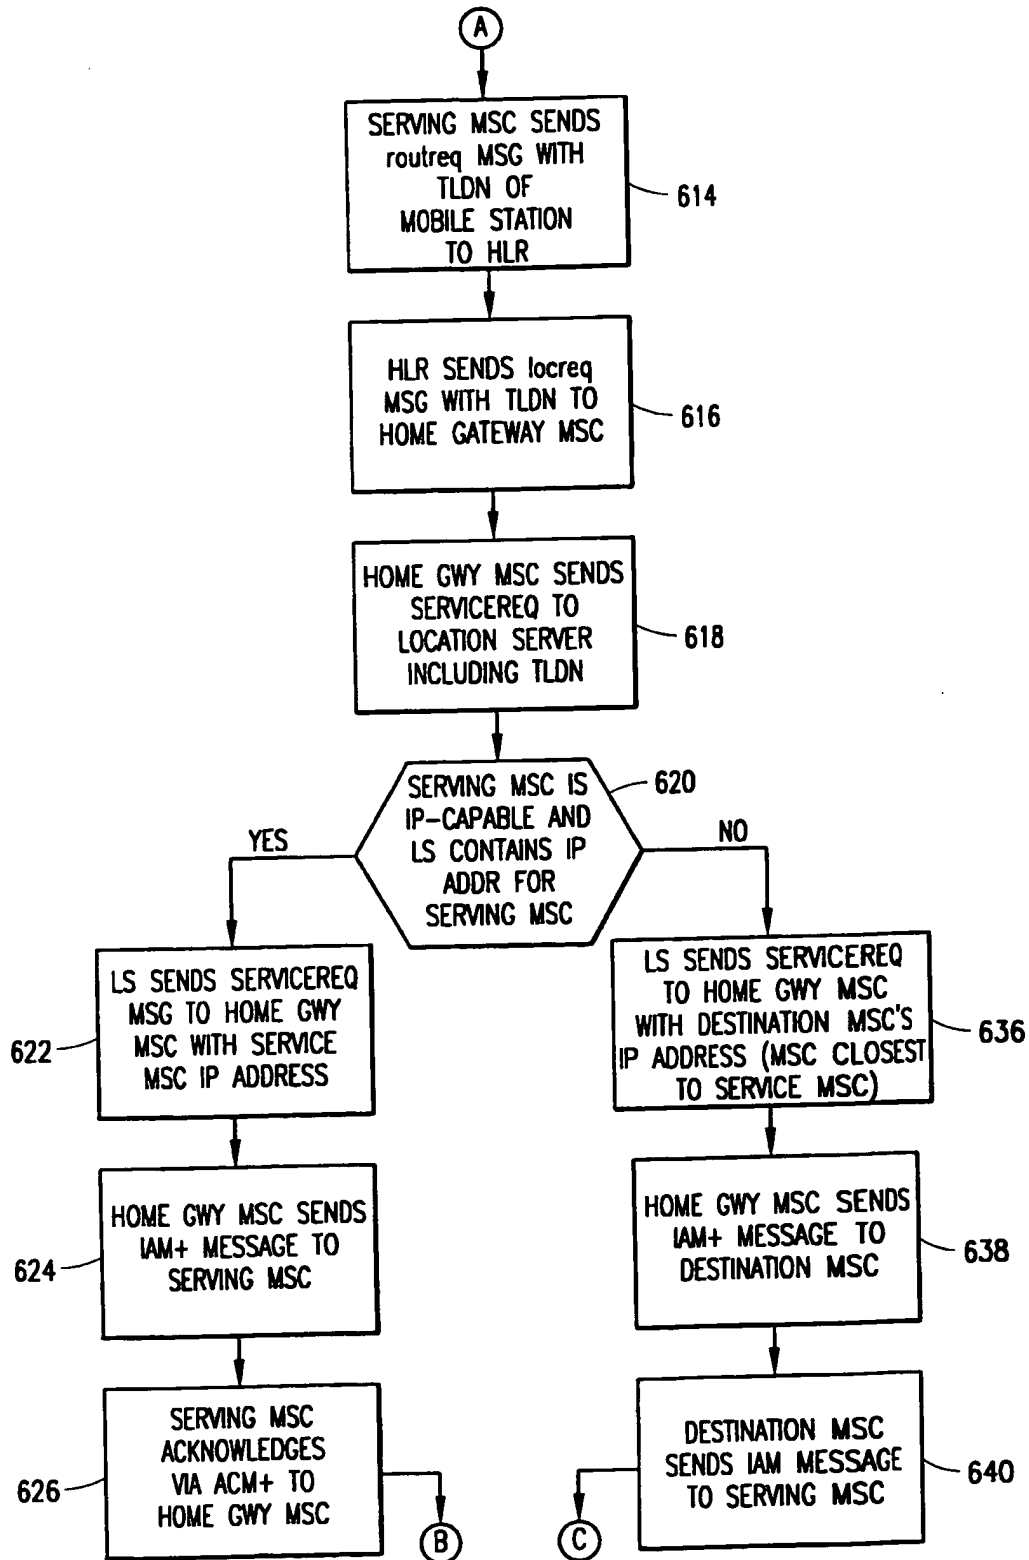 A
SERVING MSC SENDS
routreq MSG WITH
TLDN OF
MOBILE STATION
TO HLR
614
HLR SENDS locreq
MSG WITH TLDN TO
HOME GATEWAY MSC
616
HOME GWY MSC SENDS
SERVICEREQ TO
LOCATION SERVER
INCLUDING TLDN
618
SERVING MSC IS
IP-CAPABLE AND
LS CONTAINS IP
ADDR FOR
SERVING MSC
620
YES
NO
LS SENDS SERVICEREQ
MSG TO HOME GWY
MSC WITH SERVICE
MSC IP ADDRESS
622
LS SENDS SERVICEREQ
TO HOME GWY MSC
WITH DESTINATION MSC'S
IP ADDRESS (MSC CLOSEST
TO SERVICE MSC)
636
HOME GWY MSC SENDS
IAM+ MESSAGE TO
SERVING MSC
624
HOME GWY MSC SENDS
IAM+ MESSAGE TO
DESTINATION MSC
638
SERVING MSC
ACKNOWLEDGES
VIA ACM+ TO
HOME GWY MSC
626
DESTINATION MSC
SENDS IAM MESSAGE
TO SERVING MSC
640
B
C